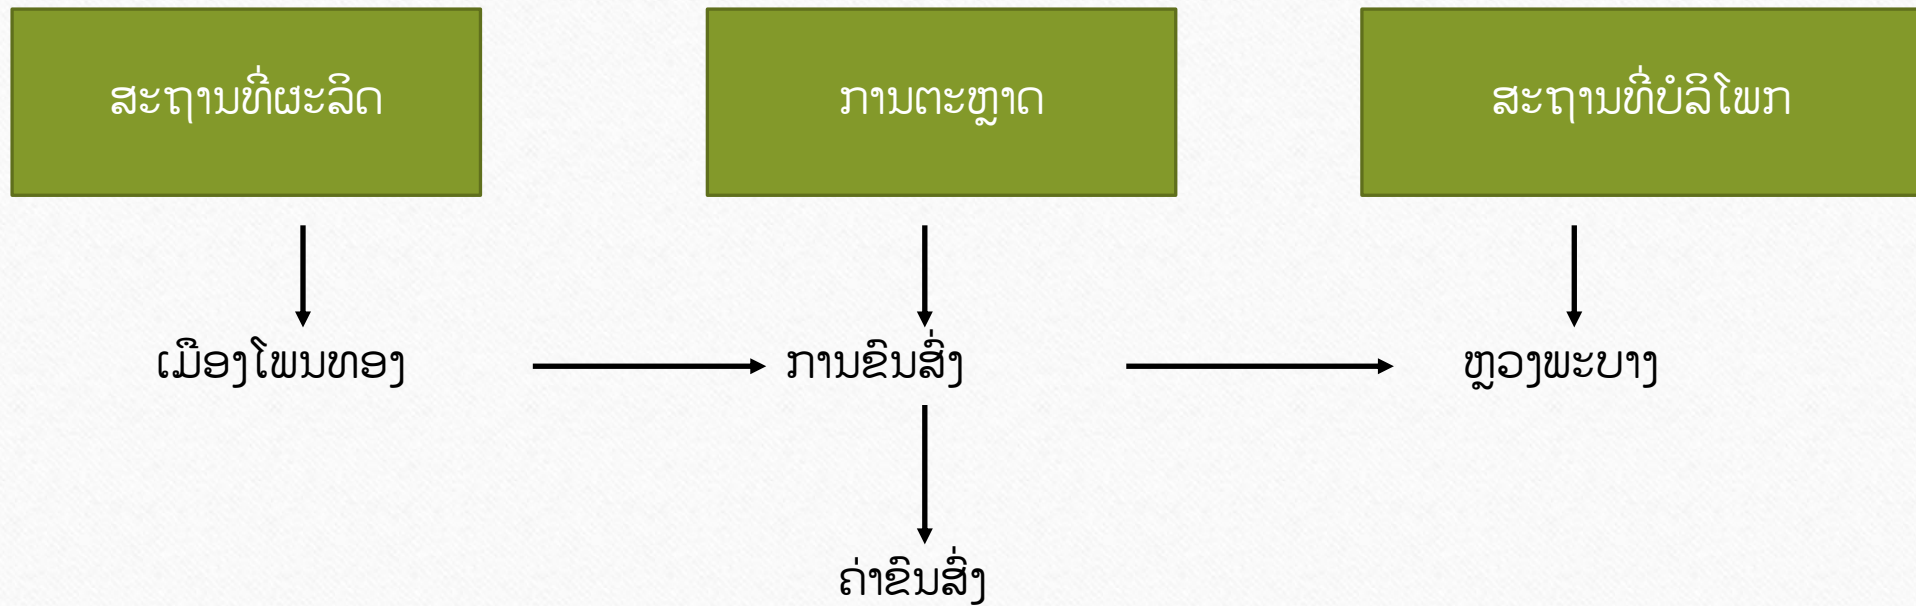 ສະຖານທີ່ຜະລິດ
ການຕະຫຼາດ
ສະຖານທີ່ບໍລິໂພກ
ເມືອງໂພນທອງ
ການຂົນສົ່ງ
ຫຼວງພະບາງ
ຄ່າຂົນສົ່ງ